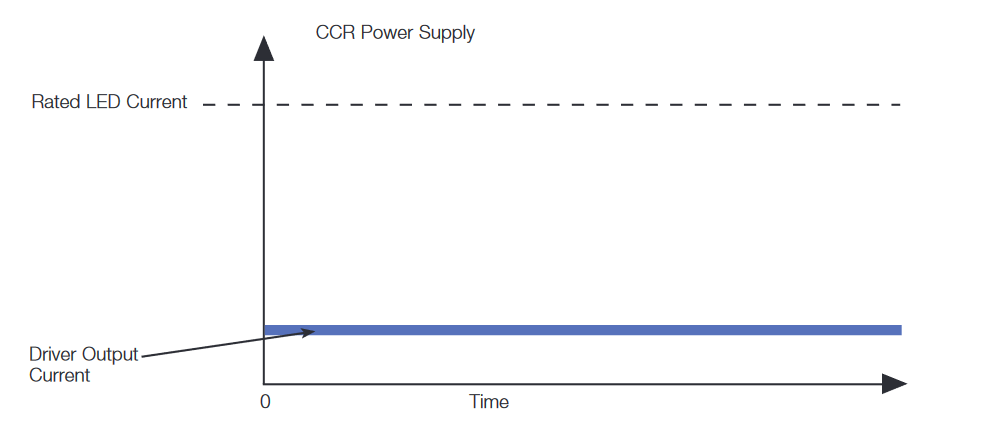 CCR Power Supply
Rated LED Current
Driver Output
Current
0
Time